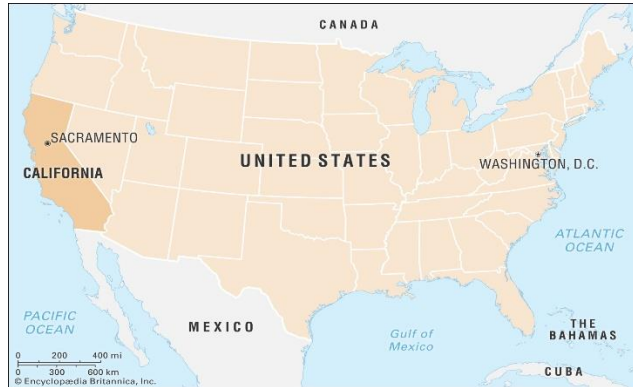 CANADA
SACRAMENTO
CALIFORNIA
UNITED STATES
WASHINGTON, D.C.
ATLANTIC
OCEAN
PACIFIC
OCEAN
MEXICO
Gulf of
Mexico
THE
BAHAMAS
CUBA
0 200 400 mi
0 300 600 km
© Encyclopædia Britannica, Inc.